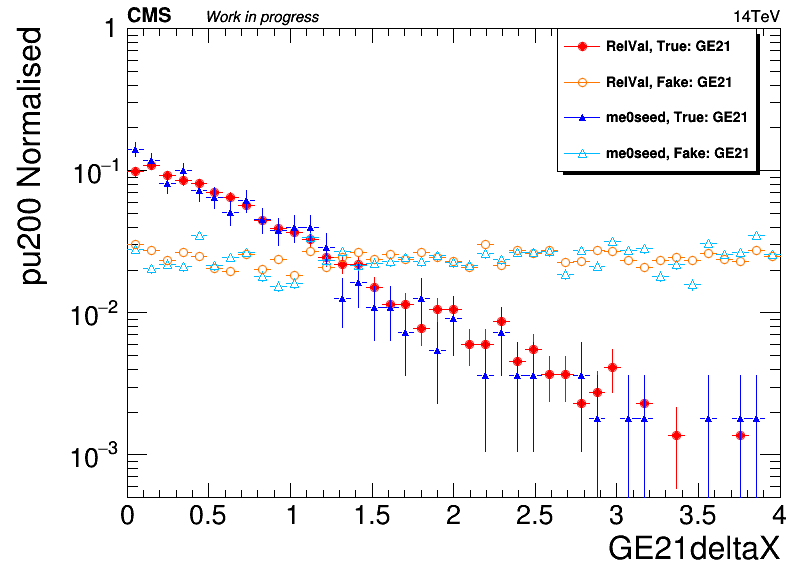 CMS Work in progress 14TeV
pu200 Normalised
RelVal, True: GE21
RelVal, Fake: GE21
me0seed, True: GE21
me0seed, Fake: GE21
1
10⁻¹
10⁻²
10⁻³
0 0.5 1 1.5 2 2.5 3 3.5 4
GE21deltaX